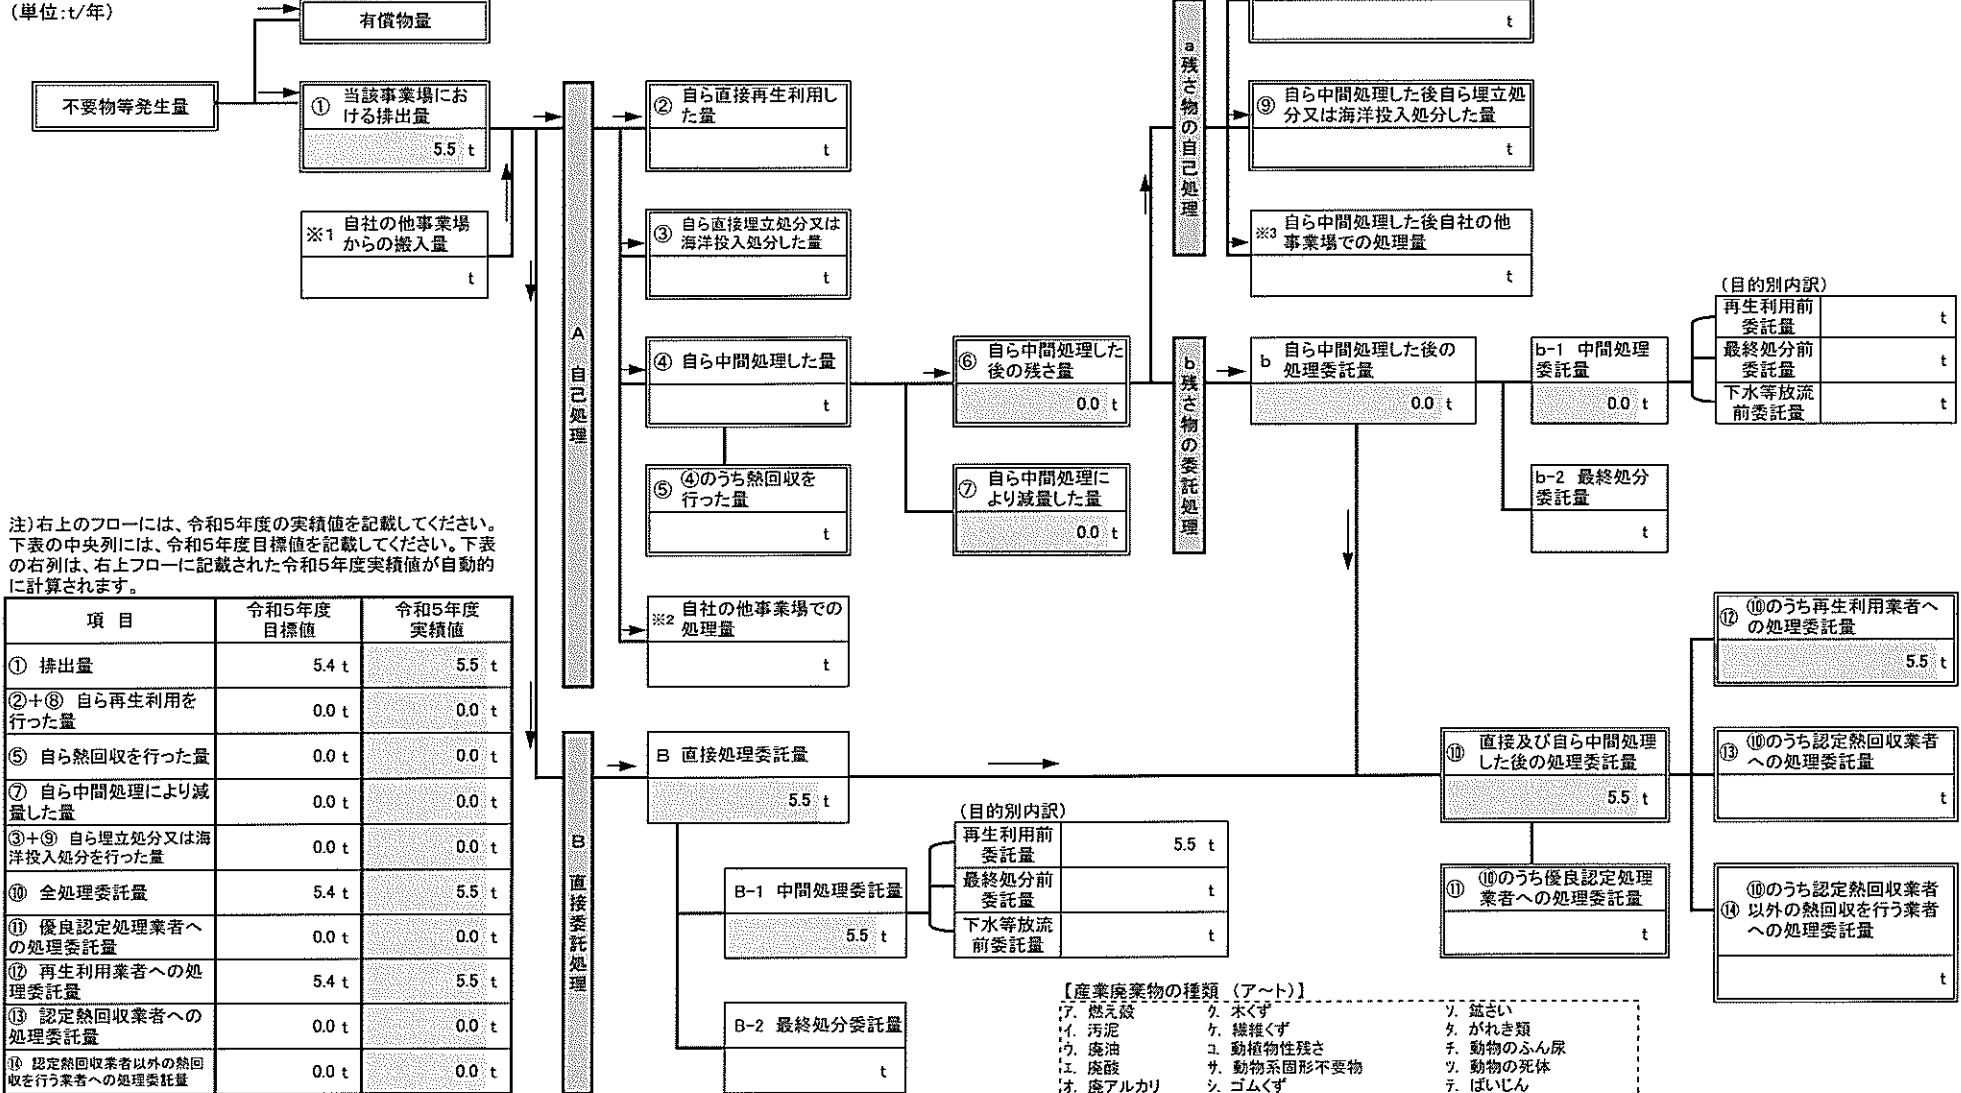 (単位:t/年)
有償物量
不要物等発生量
① 当該事業場にお
ける排出量
5.5 t
※1 自社の他事業場
からの搬入量
t
A 自己処理
② 自ら直接再生利用し
た量
t
③ 自ら直接埋立処分又は
海洋投入処分した量
t
④ 自ら中間処理した量
t
⑤ ④のうち熱回収を
行った量
t
※2 自社の他事業場での
処理量
t
⑥ 自ら中間処理した
後の残さ量
0.0 t
⑦ 自ら中間処理に
より減量した量
0.0 t
a 残さ物の自己処理
t
⑨ 自ら中間処理した後自ら埋立処
分又は海洋投入処分した量
t
※3 自ら中間処理した後自社の他
事業場での処理量
t
b 残さ物の委託処理
b 自ら中間処理した後の
処理委託量
0.0 t
b-1 中間処理
委託量
0.0 t
b-2 最終処分
委託量
t
(目的別内訳)
再生利用前
委託量
t
最終処分前
委託量
t
下水等放流
前委託量
t
注)右上のフローには、令和5年度の実績値を記載してください。
下表の中央列には、令和5年度目標値を記載してください。下表
の右列は、右上フローに記載された令和5年度実績値が自動的
に計算されます。
項 目 令和5年度 目標値 令和5年度 実績値
① 排出量 5.4 t 5.5 t
②+⑧ 自ら再生利用を
行った量 0.0 t 0.0 t
⑤ 自ら熱回収を行った量 0.0 t 0.0 t
⑦ 自ら中間処理により減
量した量 0.0 t 0.0 t
③+⑨ 自ら埋立処分又は海
洋投入処分を行った量 0.0 t 0.0 t
⑩ 全処理委託量 5.4 t 5.5 t
⑪ 優良認定処理業者へ
の処理委託量 0.0 t 0.0 t
⑫ 再生利用業者への処
理委託量 5.4 t 5.5 t
⑬ 認定熱回収業者への
処理委託量 0.0 t 0.0 t
⑭ 認定熱回収業者以外の熱回
収を行う業者への処理委託量 0.0 t 0.0 t
B 直接委託処理
B 直接処理委託量
5.5 t
B-1 中間処理委託量
5.5 t
B-2 最終処分委託量
t
(目的別内訳)
再生利用前
委託量
5.5 t
最終処分前
委託量
t
下水等放流
前委託量
t
⑩ 直接及び自ら中間処理
した後の処理委託量
5.5 t
⑪ ⑩のうち優良認定処理
業者への処理委託量
t
⑫ ⑩のうち再生利用業者へ
の処理委託量
5.5 t
⑬ ⑩のうち認定熱回収業者
への処理委託量
t
⑭ ⑩のうち認定熱回収業者
以外の熱回収を行う業者
への処理委託量
t
【産業廃棄物の種類 (ア~ト)】
ア. 燃え殻 ク. 木くず ソ. 鉱さい
イ. 汚泥 ケ. 繊維くず タ. がれき類
ウ. 廃油 コ. 動植物性残さ チ. 動物のふん尿
エ. 廃酸 サ. 動物系固形不要物 ツ. 動物の死体
オ. 廃アルカリ シ. ゴムくず テ. ばいじん